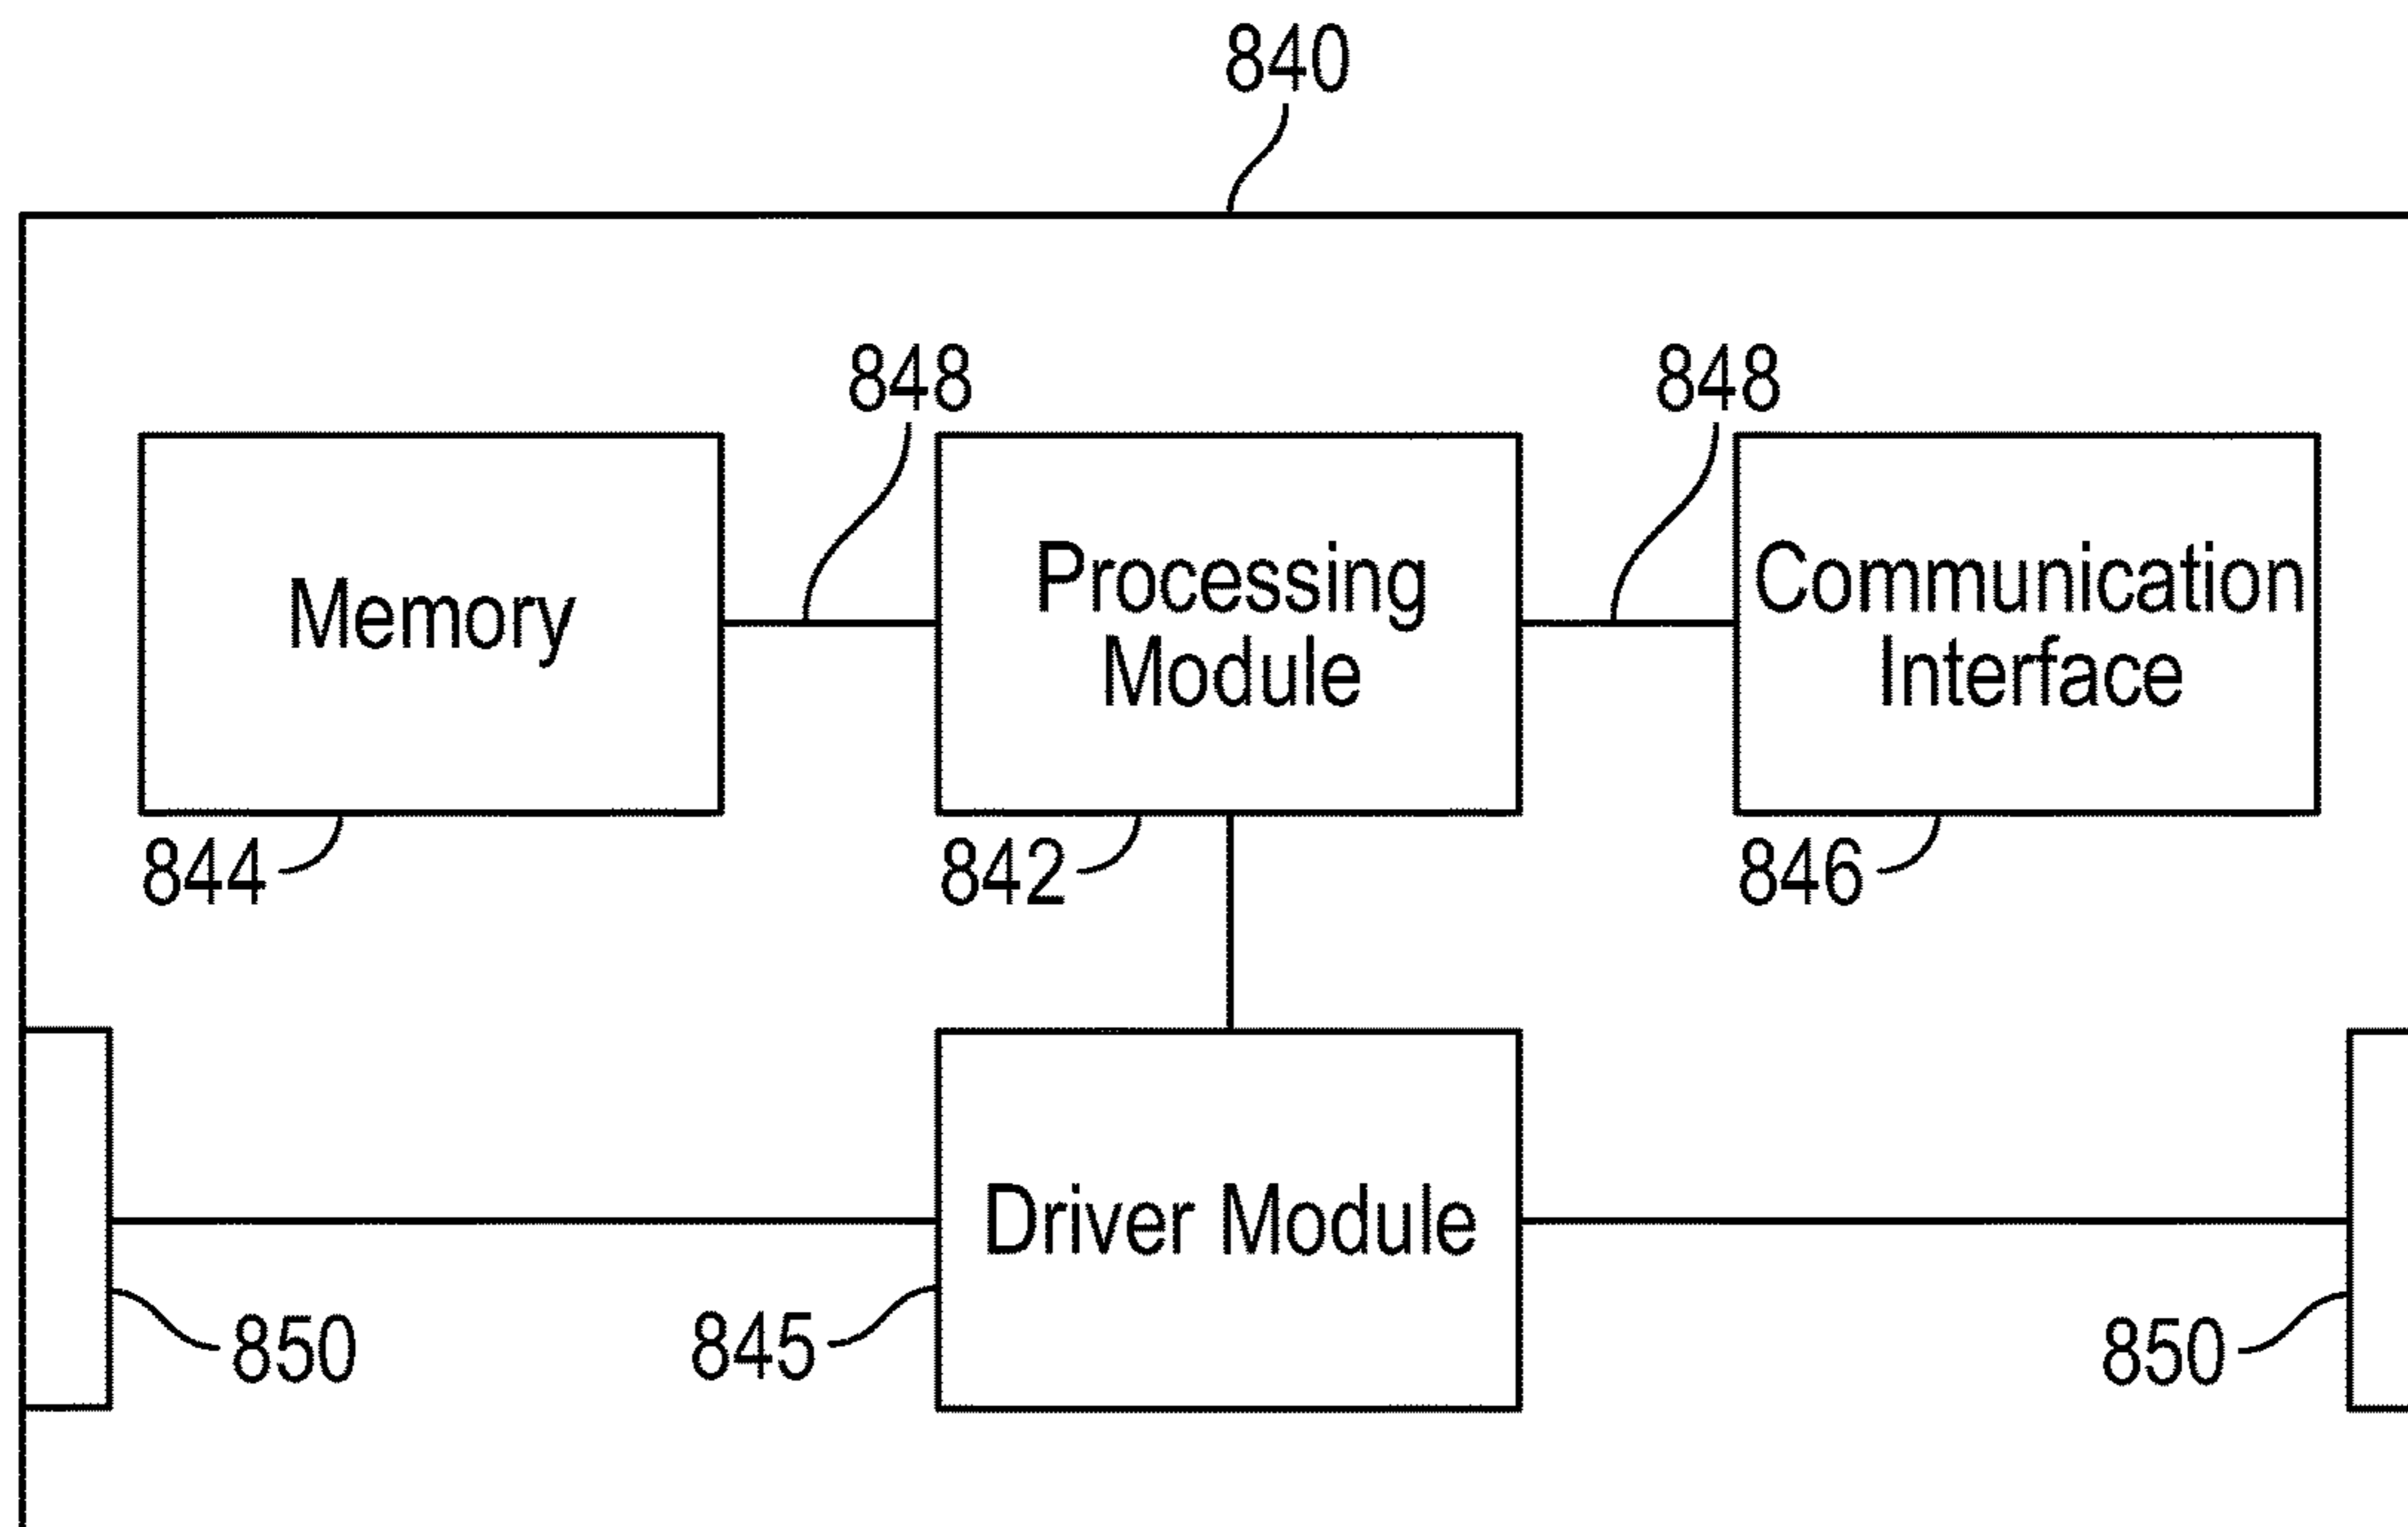 840
848
848
Memory
Processing
Module
Communication
Interface
844
842
846
Driver Module
850
845
850